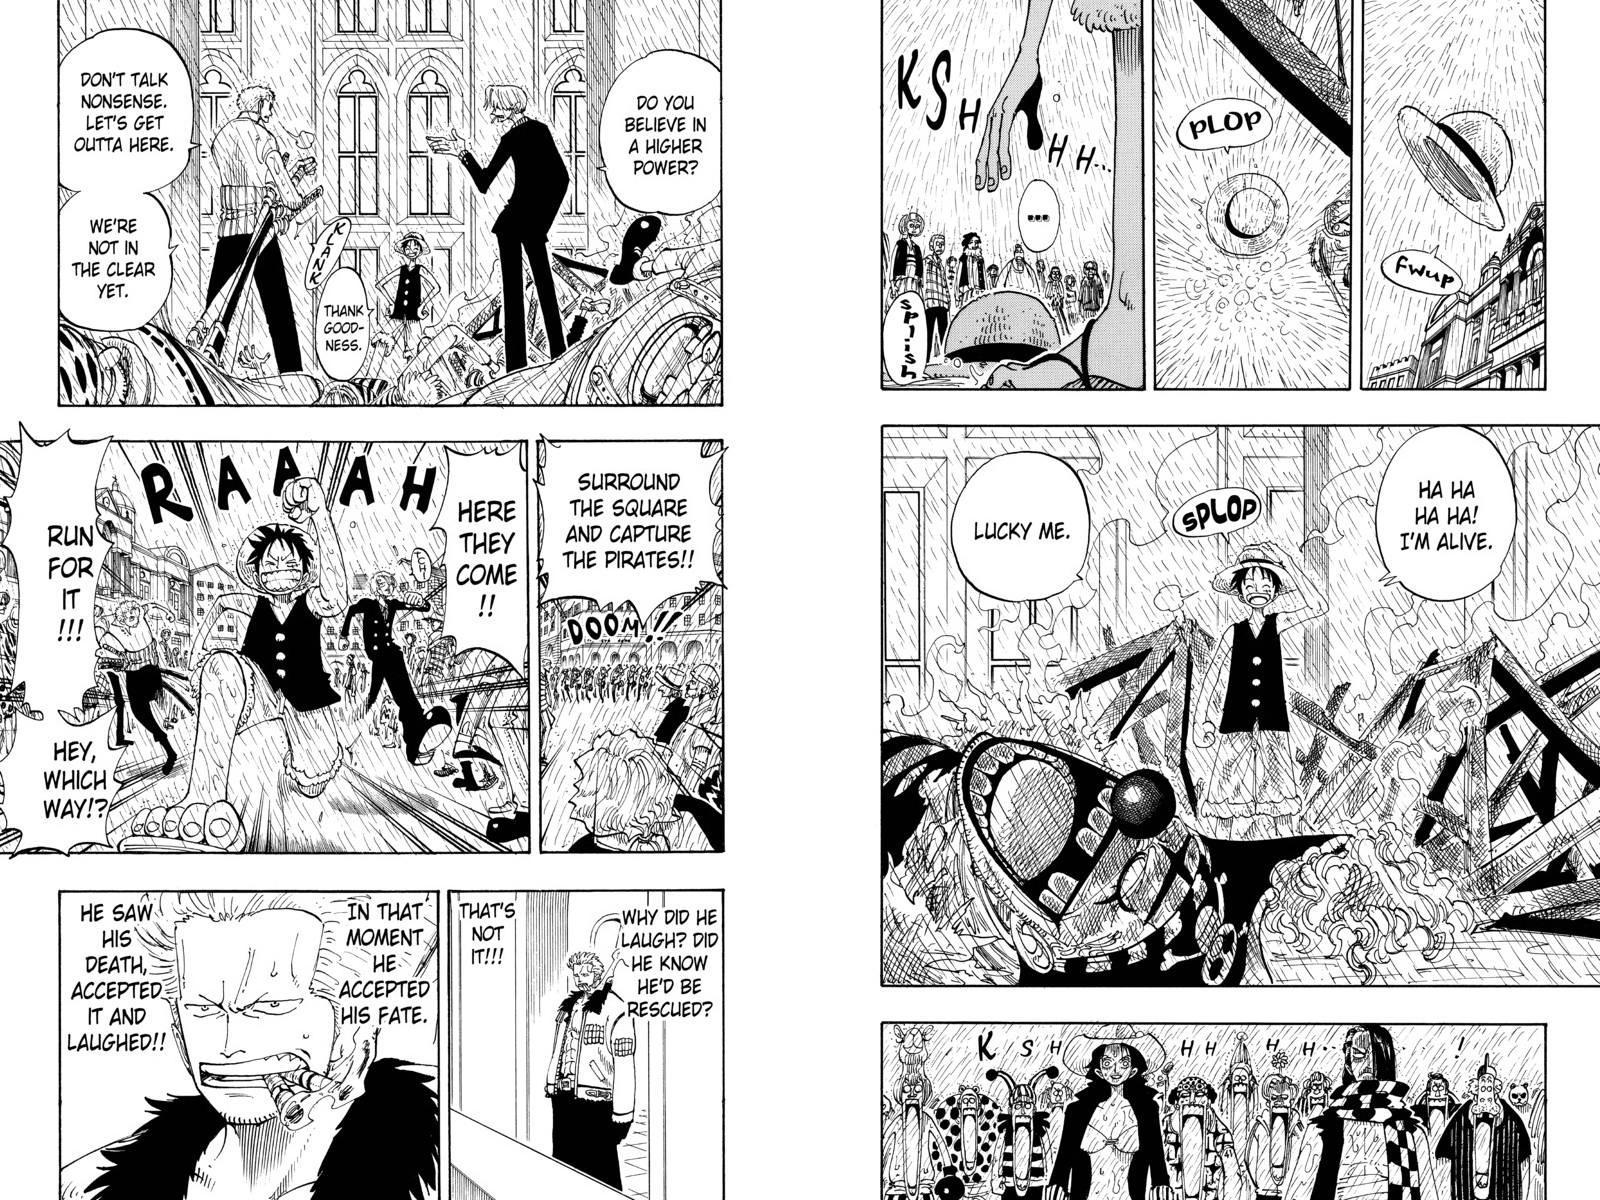 FWUP
PLOP
KSH
HH...
...
SPLISH
HA HA
HA HA!
I'M ALIVE.
SPLOP
LUCKY ME.
KSHHHHH...
!
DO YOU
BELIEVE IN
A HIGHER
POWER?
DON'T TALK
NONSENSE.
LET'S GET
OUTTA HERE.
WE'RE
NOT IN
THE CLEAR
YET.
KLANK
THANK
GOOD-
NESS.
SURROUND
THE SQUARE
AND CAPTURE
THE PIRATES!!
DOOM!!
HERE
THEY
COME
!!
RAAAAH
RUN
FOR
IT
!!!
HEY,
WHICH
WAY!?
WHY DID HE
LAUGH? DID
HE KNOW
HE'D BE
RESCUED?
THAT'S
NOT
IT!!!
IN THAT
MOMENT
HE
ACCEPTED
HIS FATE.
HE SAW
HIS
DEATH,
ACCEPTED
IT AND
LAUGHED!!